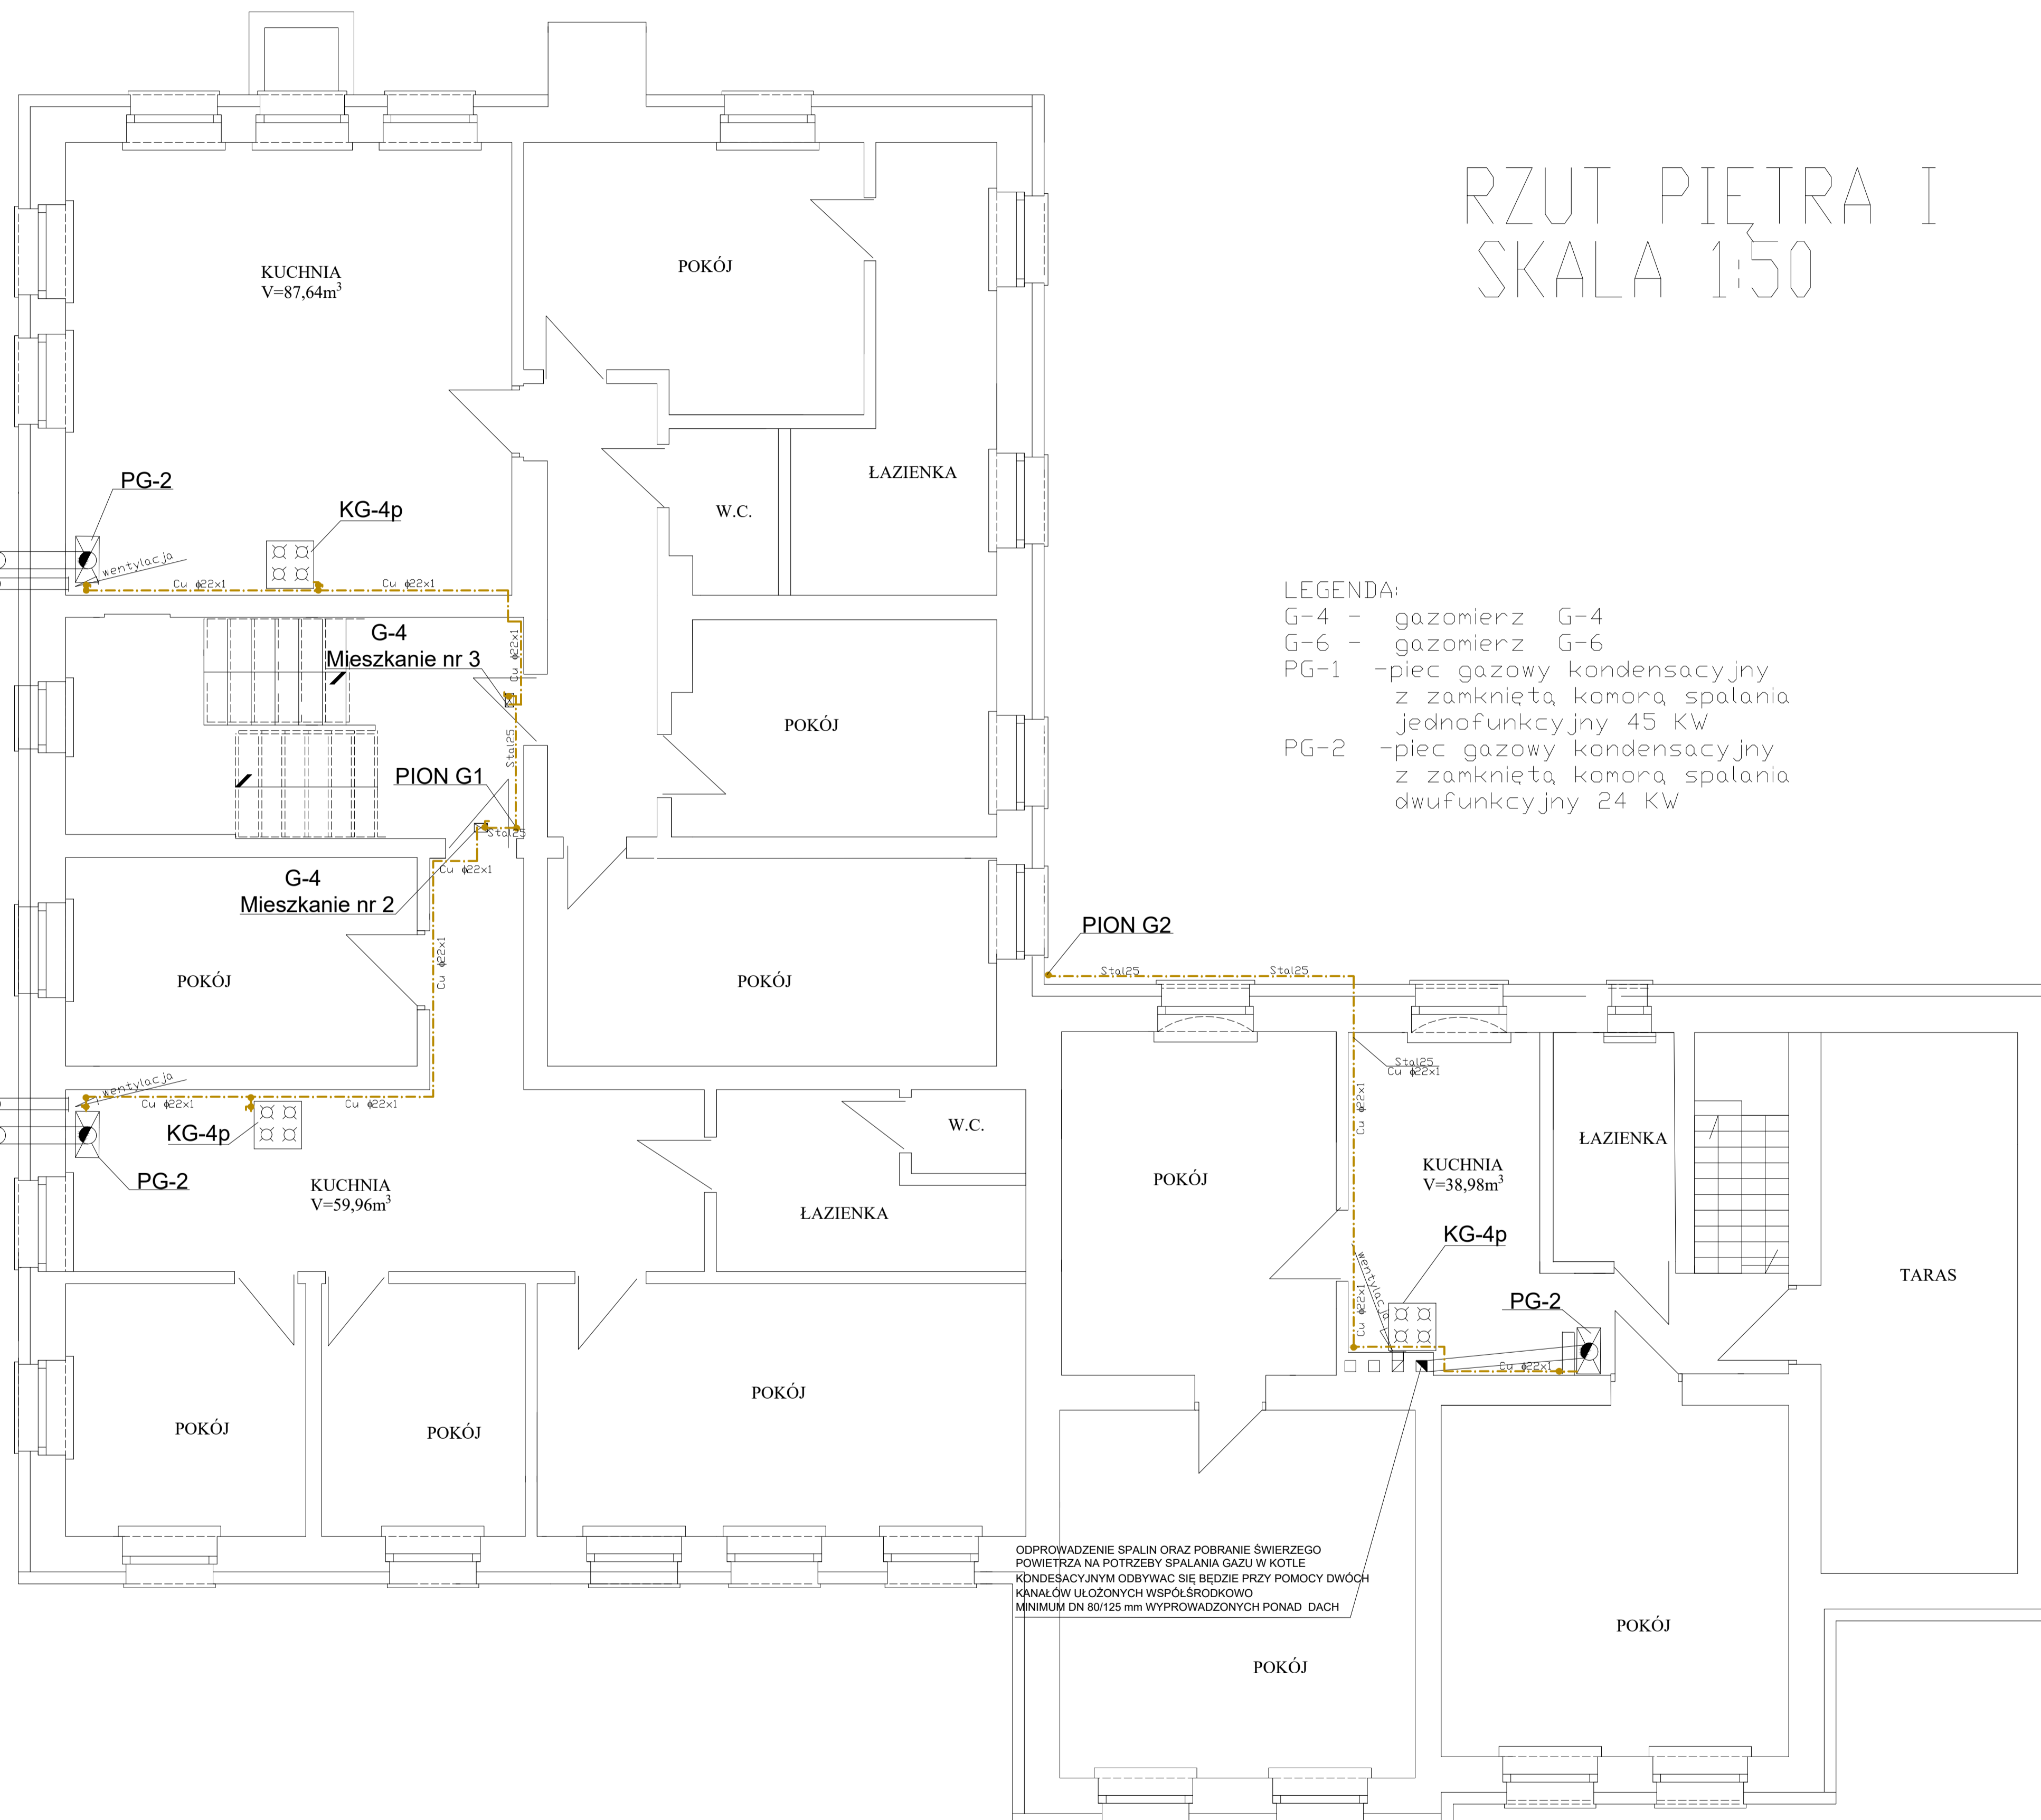 RZUT PIĘTRA I
SKALA 1:50
KUCHNIA
V=87,64m³
POKÓJ
ŁAZIENKA
W.C.
PG-2
KG-4p
wentylacja
Cu ϕ22x1
Cu ϕ22x1
G-4
Mieszkanie nr 3
Cu ϕ22x1
Stal25
PION G1
Stal25
Cu ϕ22x1
POKÓJ
LEGENDA:
G-4 - gazomierz G-4
G-6 - gazomierz G-6
PG-1 -piec gazowy kondensacyjny
z zamkniętą komorą spalania
jednofunkcyjny 45 KW
PG-2 -piec gazowy kondensacyjny
z zamkniętą komorą spalania
dwufunkcyjny 24 KW
G-4
Mieszkanie nr 2
Cu ϕ22x1
POKÓJ
POKÓJ
PION G2
Stal25
Stal25
Stal25
Cu ϕ22x1
Cu ϕ22x1
wentylacja
Cu ϕ22x1
Cu ϕ22x1
KG-4p
PG-2
KUCHNIA
V=59,96m³
W.C.
ŁAZIENKA
POKÓJ
KUCHNIA
V=38,98m³
ŁAZIENKA
KG-4p
wentylacja
Cu ϕ22x1
PG-2
Cu ϕ22x1
TARAS
POKÓJ
POKÓJ
POKÓJ
ODPROWADZENIE SPALIN ORAZ POBRANIE ŚWIERZEGO
POWIETRZA NA POTRZEBY SPALANIA GAZU W KOTLE
KONDESACYJNYM ODBYWAC SIĘ BĘDZIE PRZY POMOCY DWÓCH
KANAŁÓW UŁOŻONYCH WSPÓŁŚRODKOWO
MINIMUM DN 80/125 mm WYPROWADZONYCH PONAD DACH
POKÓJ
POKÓJ